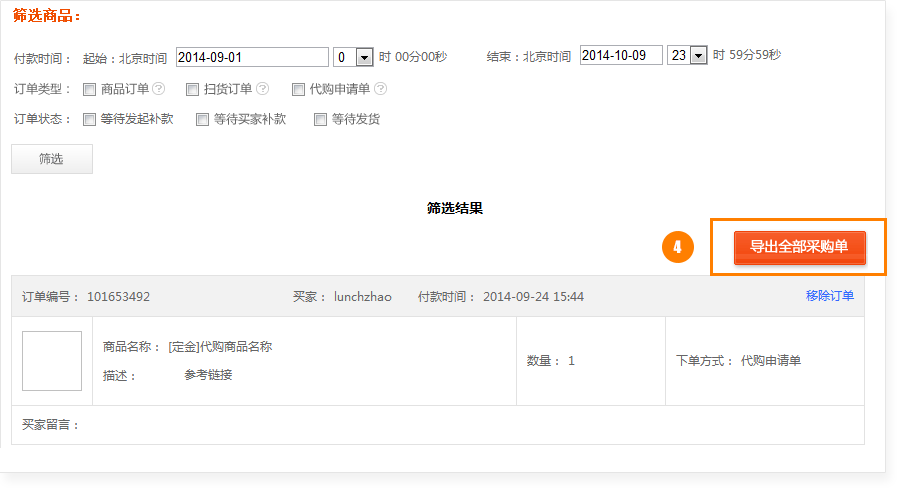 筛选商品：
付款时间： 起始：北京时间 2014-09-01 0 时 00分00秒 结束：北京时间 2014-10-09 23 时 59分59秒
订单类型： 商品订单 ? 扫货订单 ? 代购申请单 ?
订单状态： 等待发起补款 等待买家补款 等待发货
筛选
筛选结果
4 导出全部采购单
订单编号： 101653492 买家： lunchzhao 付款时间： 2014-09-24 15:44 移除订单
商品名称： [定金]代购商品名称
描述： 参考链接
数量： 1
下单方式： 代购申请单
买家留言：